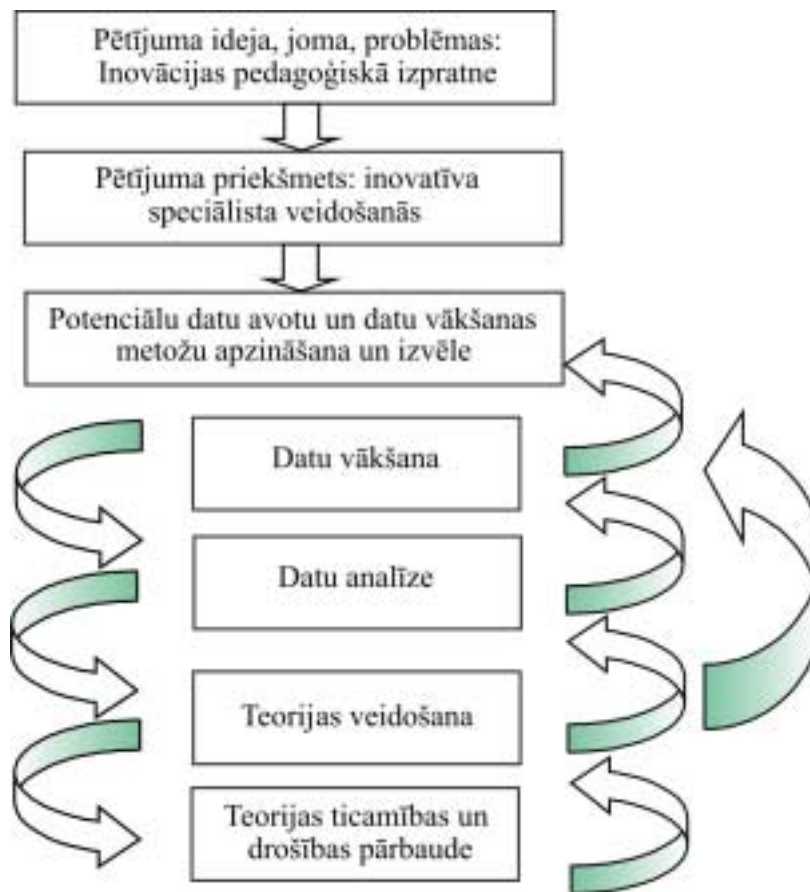 Pētījuma ideja, joma, problēmas:
Inovācijas pedagoģiskā izpratne
Pētījuma priekšmets: inovatīva
speciālista veidošanās
Potenciālu datu avotu un datu vākšanas
metožu apzināšana un izvēle
Datu vākšana
Datu analīze
Teorijas veidošana
Teorijas ticamības un
drošības pārbaude